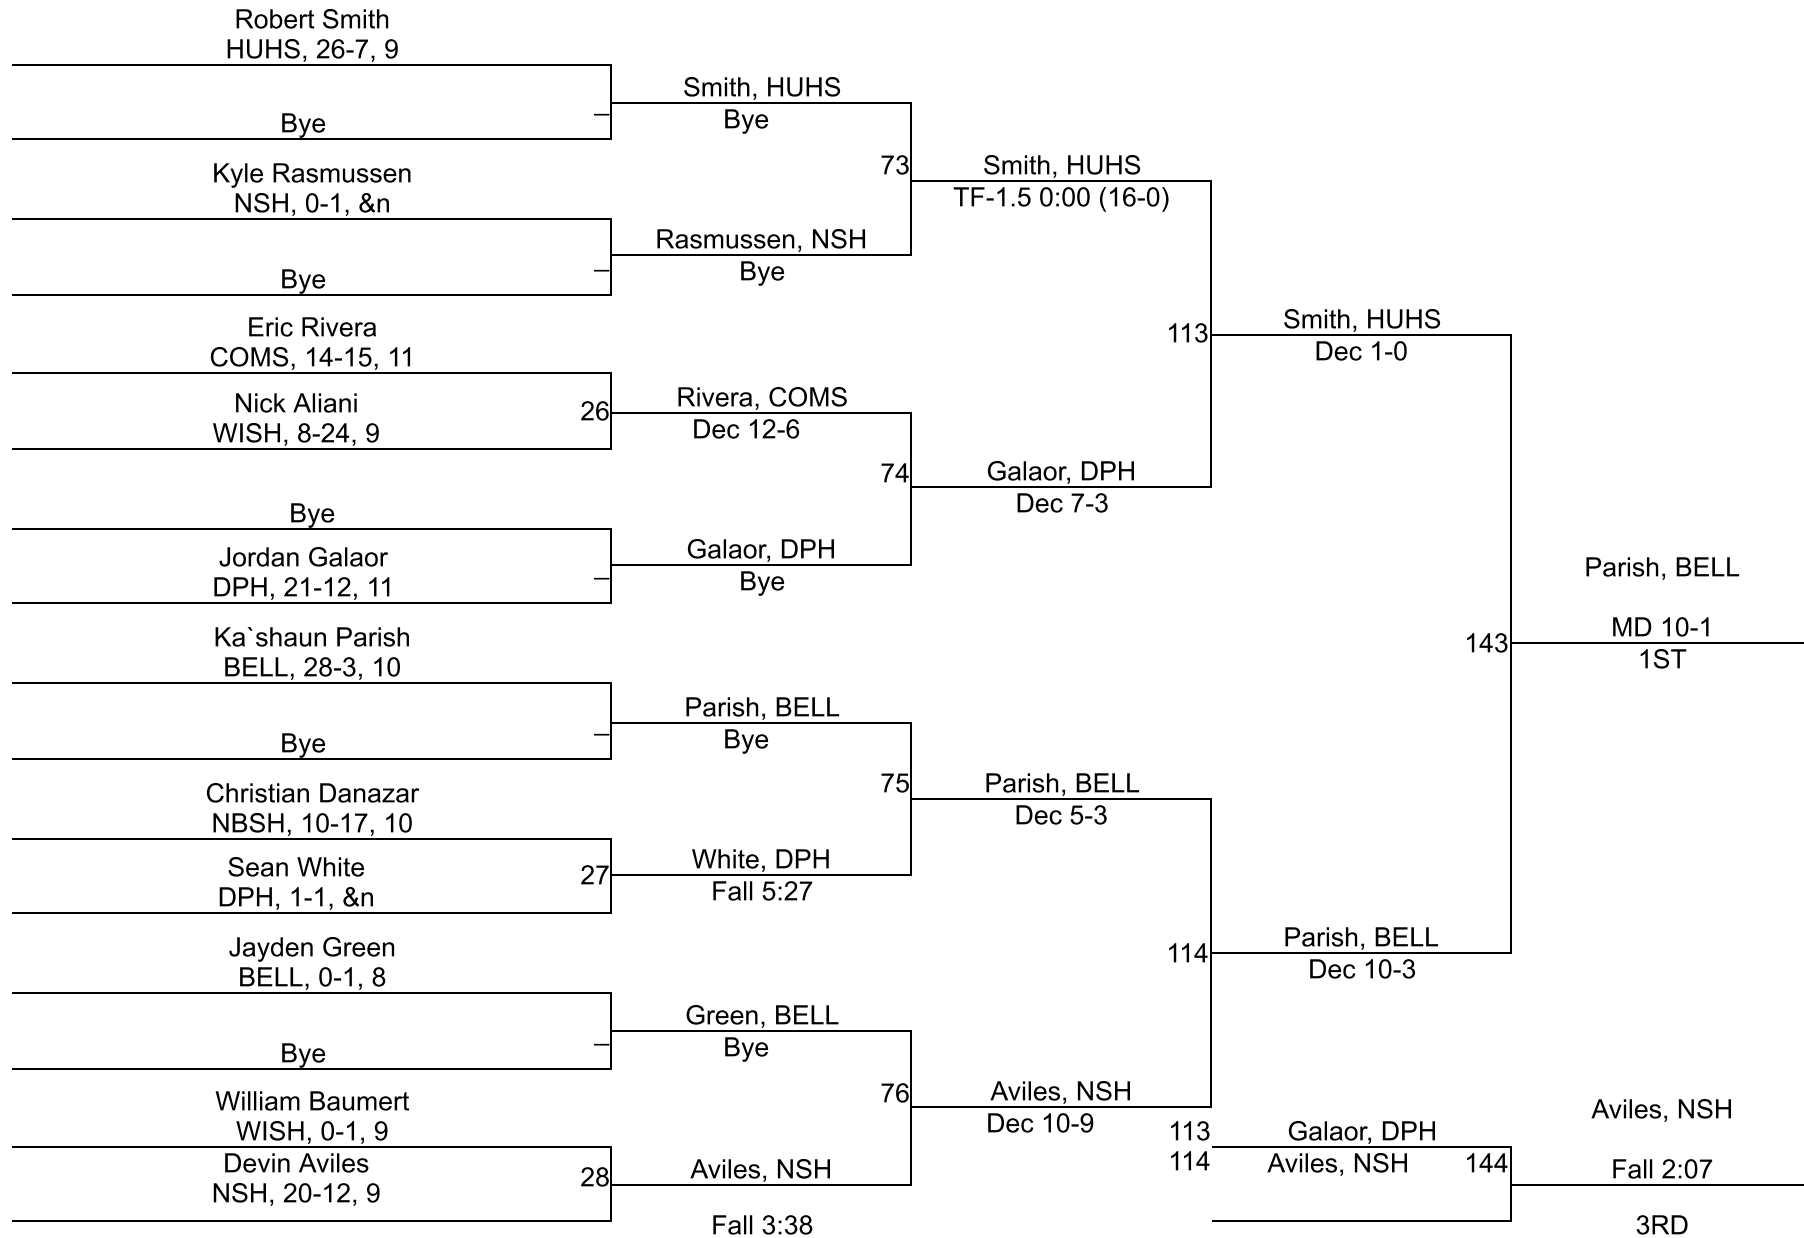 Robert Smith
HUHS, 26-7, 9
Bye
Kyle Rasmussen
NSH, 0-1, &n
Bye
Eric Rivera
COMS, 14-15, 11
Nick Aliani
WISH, 8-24, 9
Bye
Jordan Galaor
DPH, 21-12, 11
Ka`shaun Parish
BELL, 28-3, 10
Bye
Christian Danazar
NBSH, 10-17, 10
Sean White
DPH, 1-1, &n
Jayden Green
BELL, 0-1, 8
Bye
William Baumert
WISH, 0-1, 9
Devin Aviles
NSH, 20-12, 9
Smith, HUHS
Bye
Rasmussen, NSH
Bye
26
Rivera, COMS
Dec 12-6
Galaor, DPH
Bye
Parish, BELL
Bye
27
White, DPH
Fall 5:27
Green, BELL
Bye
28
Aviles, NSH
Fall 3:38
73
Smith, HUHS
TF-1.5 0:00 (16-0)
74
Galaor, DPH
Dec 7-3
75
Parish, BELL
Dec 5-3
76
Aviles, NSH
Dec 10-9
113
Smith, HUHS
Dec 1-0
114
Parish, BELL
Dec 10-3
143
Parish, BELL
MD 10-1
1ST
113
Galaor, DPH
114
Aviles, NSH
144
Aviles, NSH
Fall 2:07
3RD